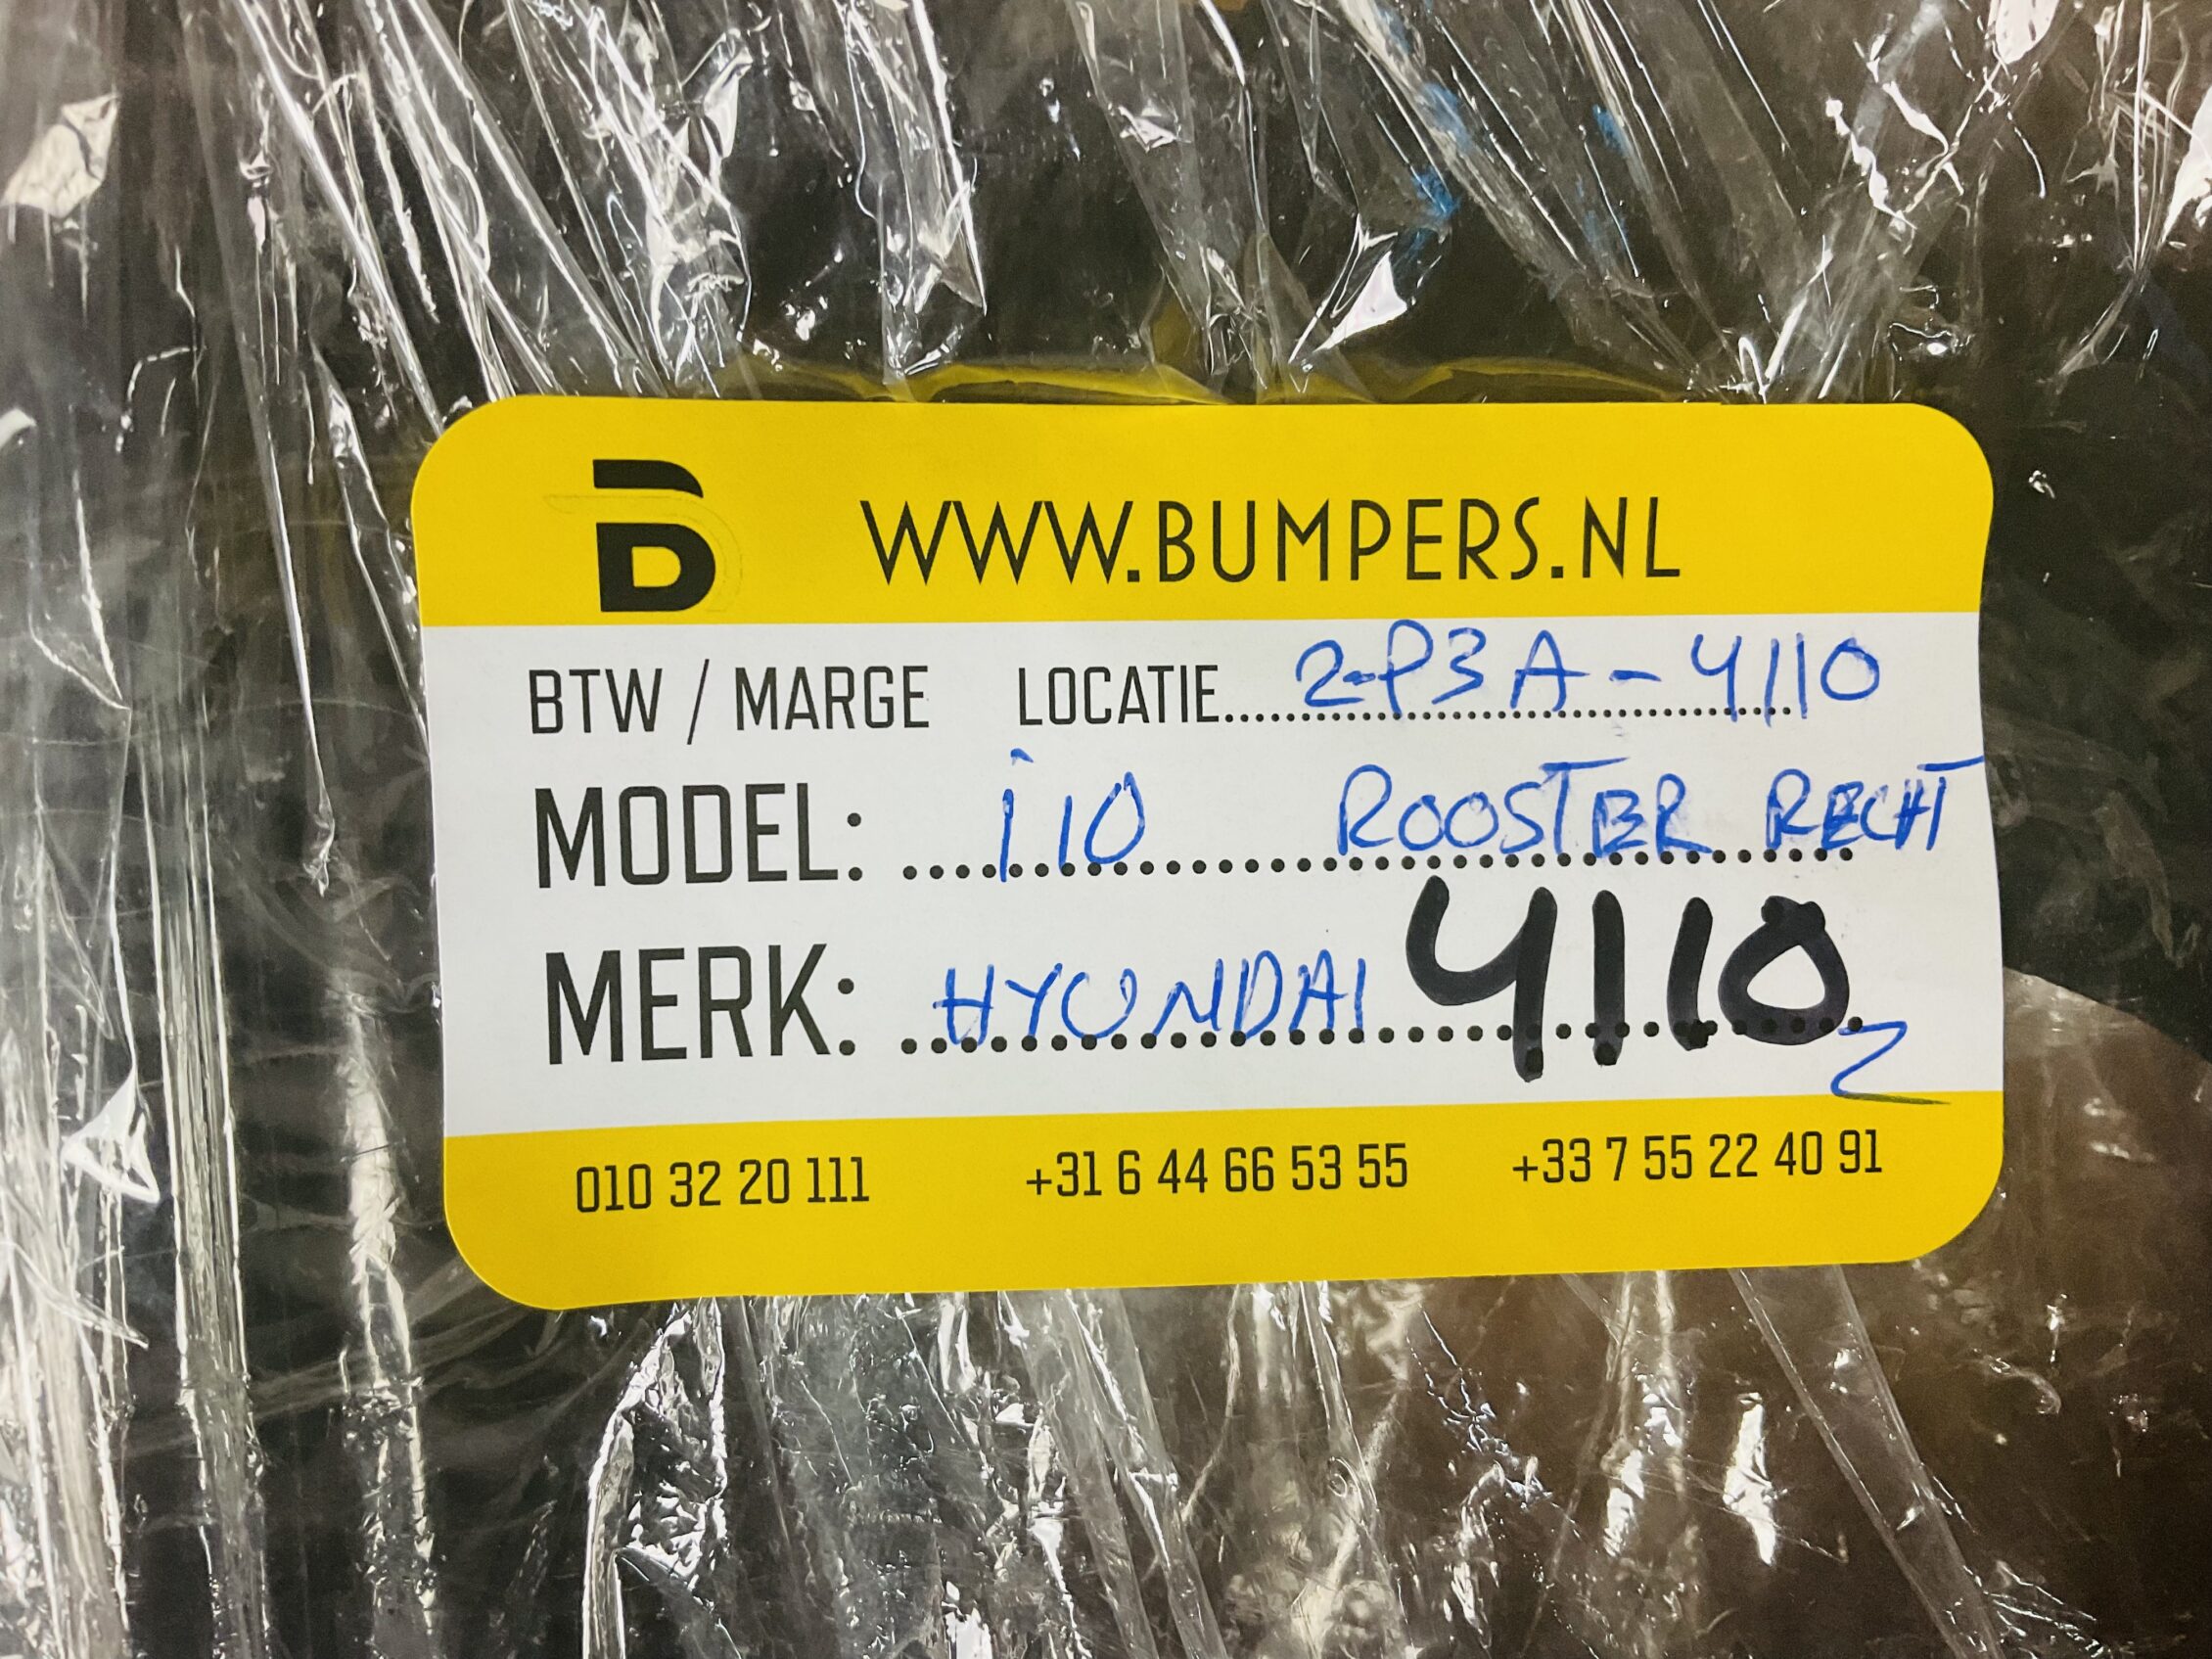 B WWW.BUMPERS.NL
BTW / MARGE LOCATIE........ 2-P3A-4110
MODEL: i10 ROOSTER RECHT
MERK: HYUNDAI 4110
010 32 20 111 +31 6 44 66 53 55 +33 7 55 22 40 91